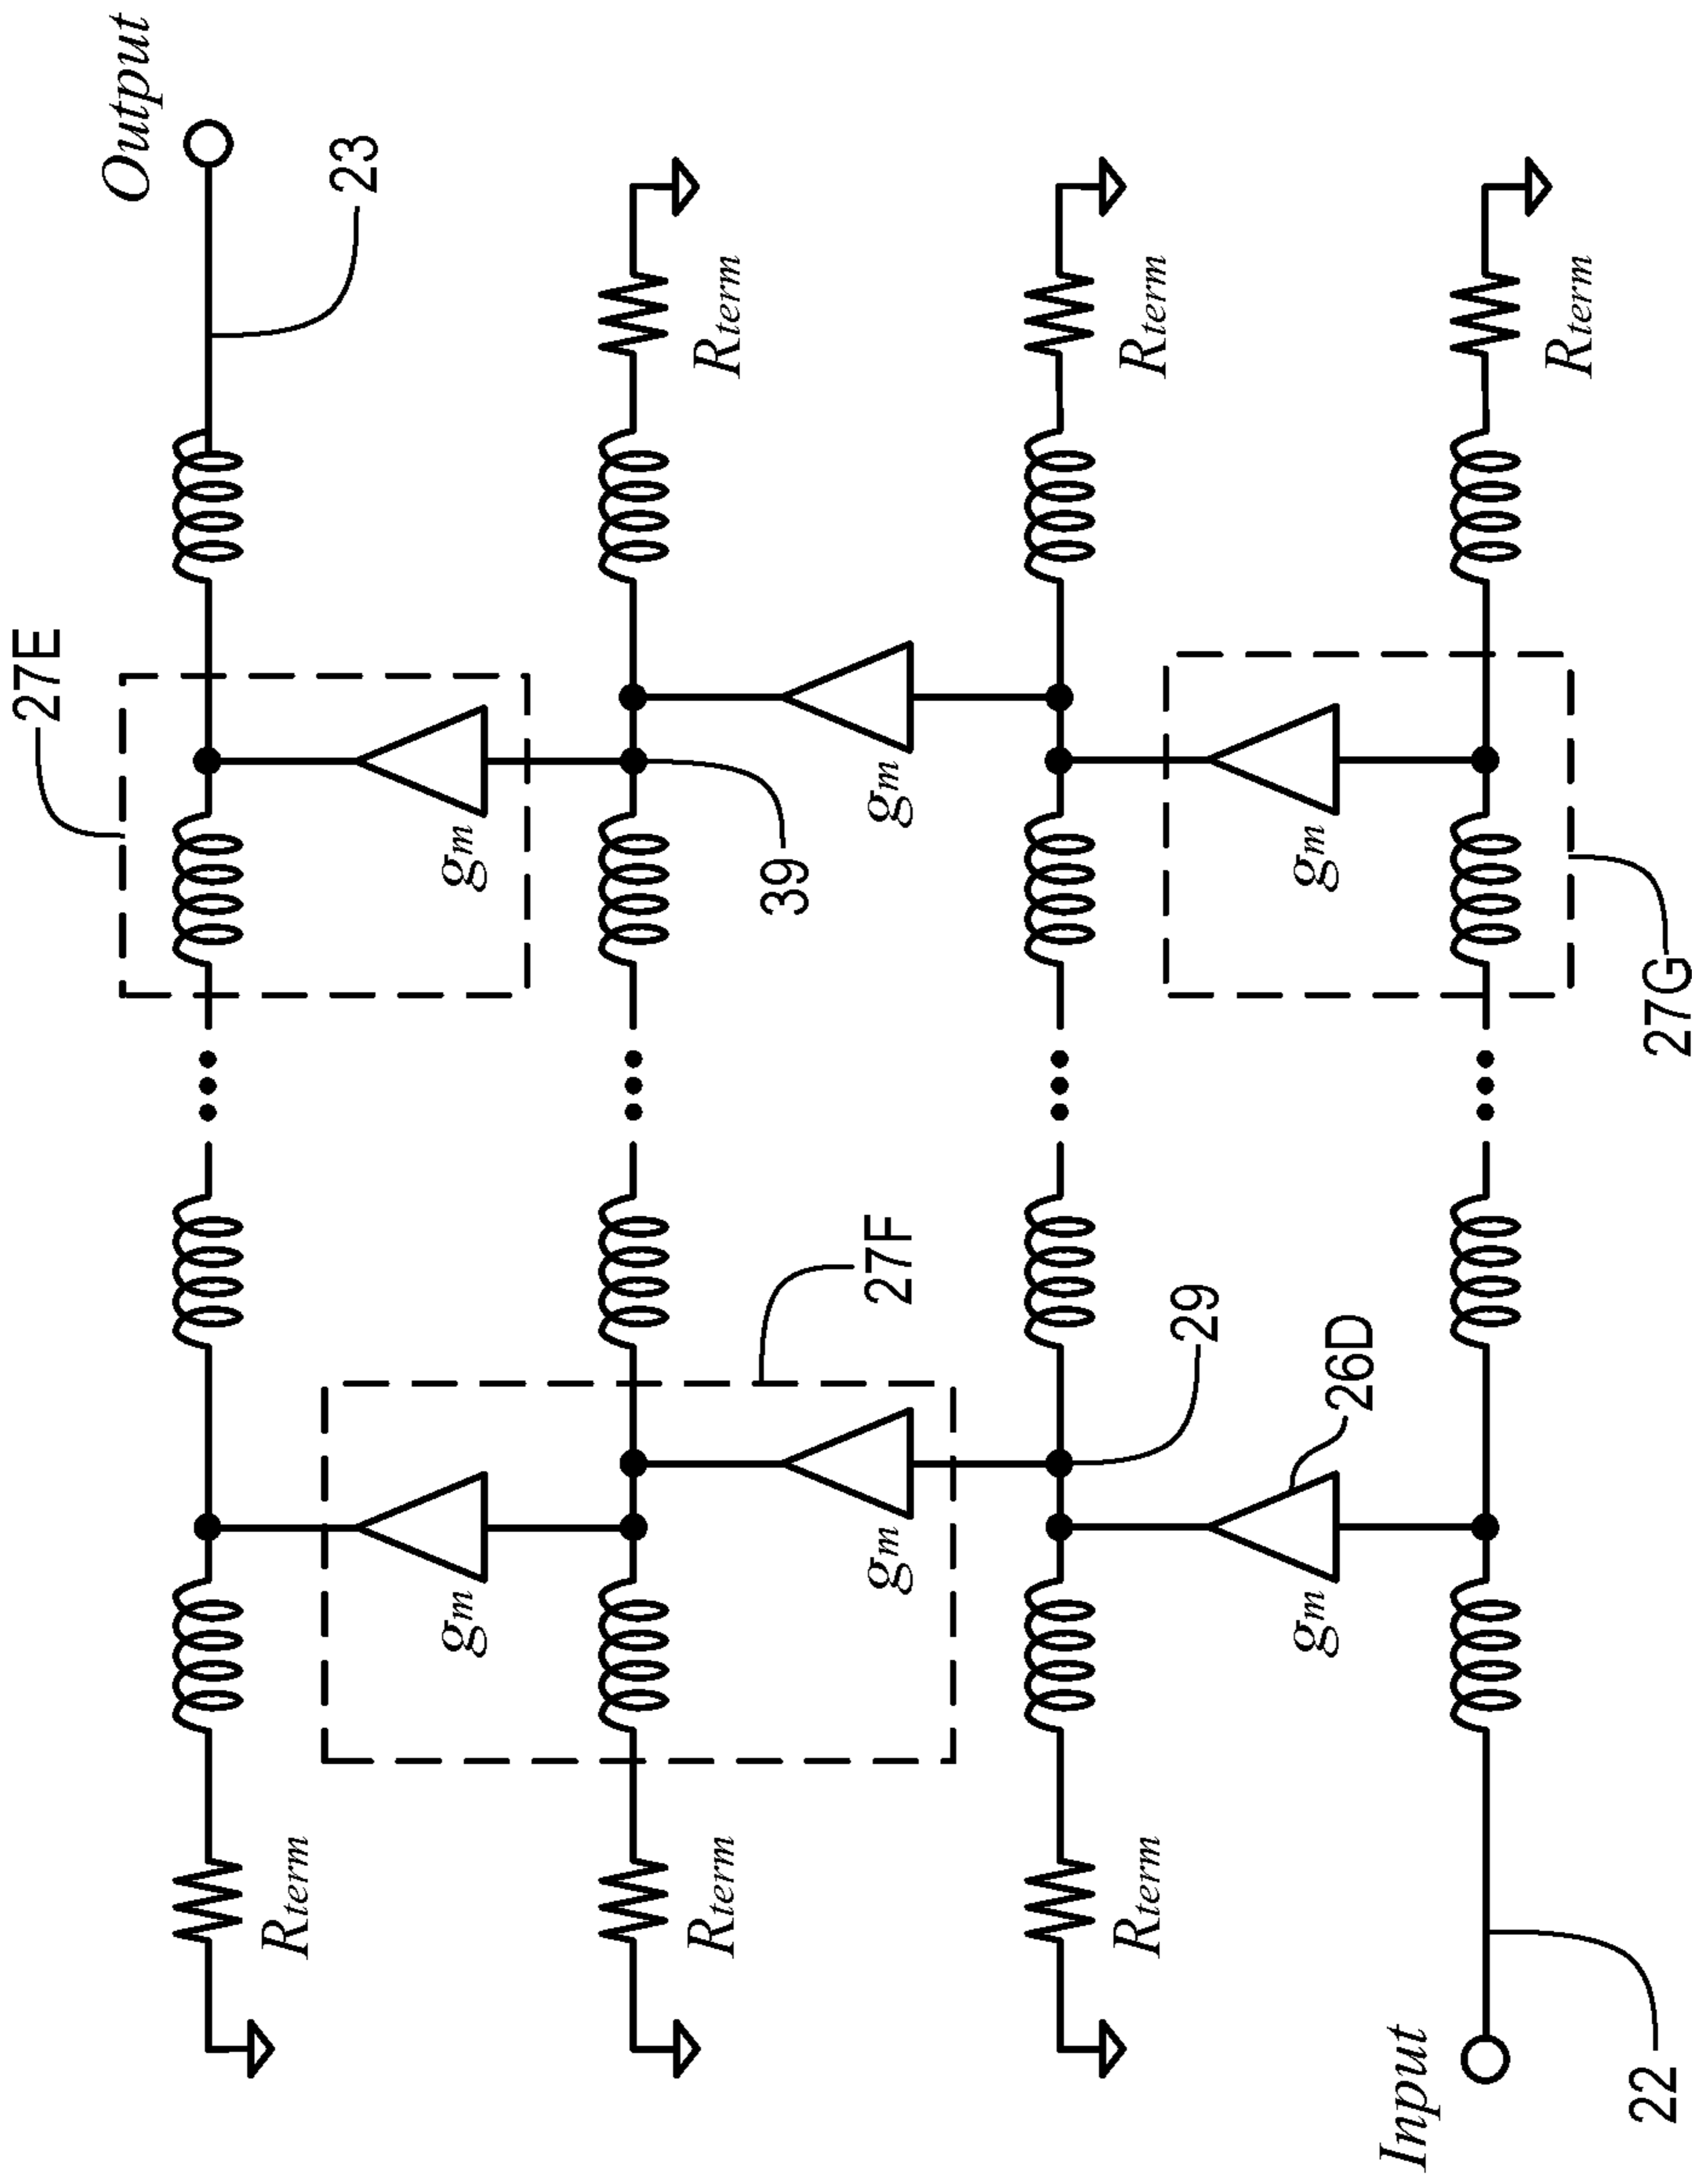 Output
23
27E
Rterm
Rterm
Rterm
gm
gm
gm
39
27G
27F
29
26D
gm
gm
gm
Rterm
Rterm
Rterm
Input
22